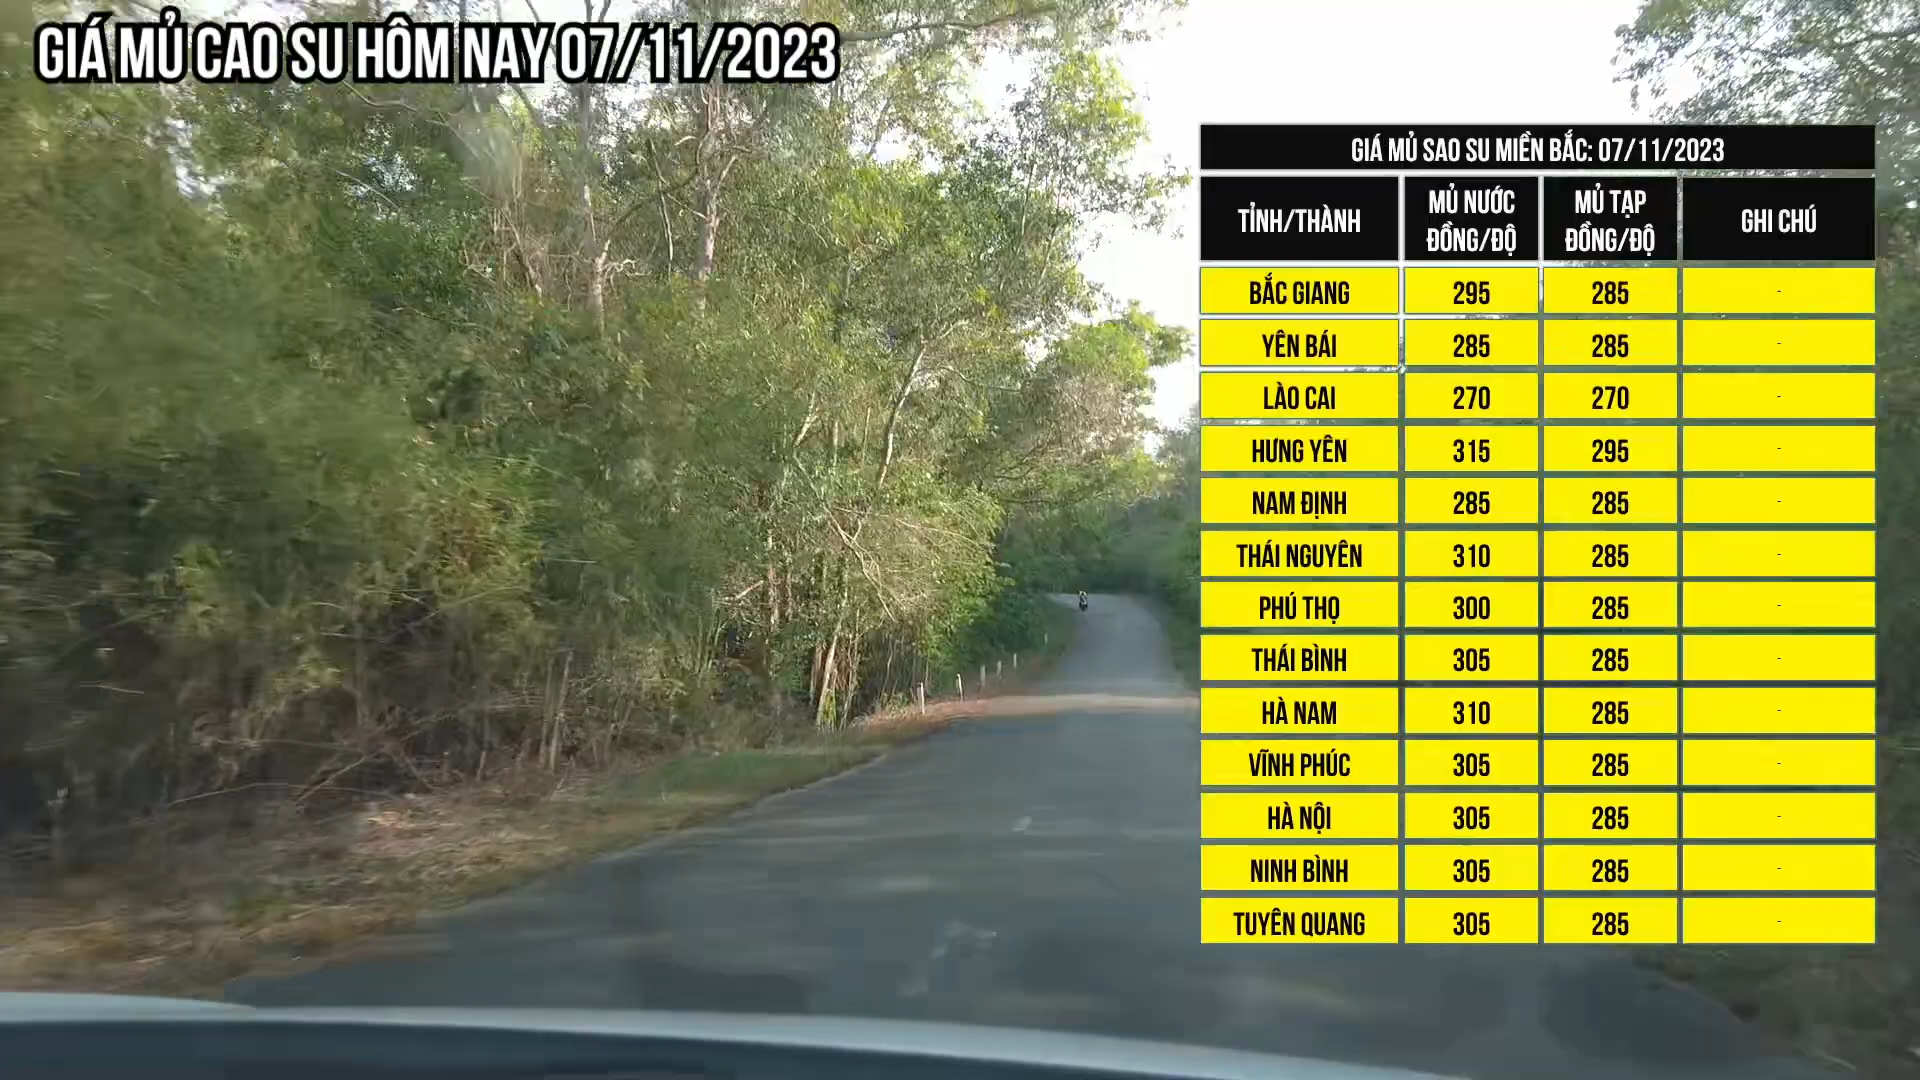 GIÁ MỦ CAO SU HÔM NAY 07/11/2023
GIÁ MỦ SAO SU MIỀN BẮC: 07/11/2023
TỈNH/THÀNH MỦ NƯỚC ĐỒNG/ĐỘ MỦ TẠP ĐỒNG/ĐỘ GHI CHÚ
BẮC GIANG 295 285 -
YÊN BÁI 285 285 -
LÀO CAI 270 270 -
HƯNG YÊN 315 295 -
NAM ĐỊNH 285 285 -
THÁI NGUYÊN 310 285 -
PHÚ THỌ 300 285 -
THÁI BÌNH 305 285 -
HÀ NAM 310 285 -
VĨNH PHÚC 305 285 -
HÀ NỘI 305 285 -
NINH BÌNH 305 285 -
TUYÊN QUANG 305 285 -